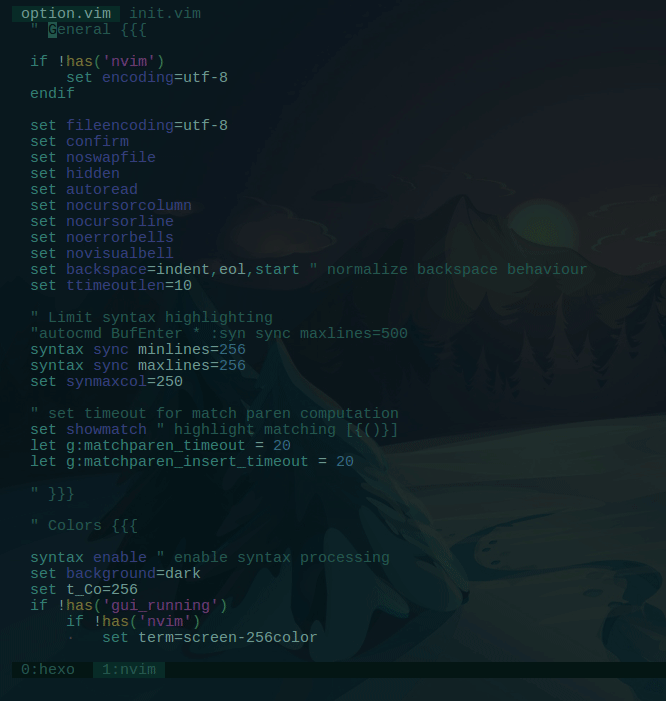 option.vim init.vim
" General {{{
if !has('nvim')
set encoding=utf-8
endif
set fileencoding=utf-8
set confirm
set noswapfile
set hidden
set autoread
set nocursorcolumn
set nocursorline
set noerrorbells
set novisualbell
set backspace=indent,eol,start " normalize backspace behaviour
set ttimeoutlen=10
" Limit syntax highlighting
"autocmd BufEnter * :syn sync maxlines=500
syntax sync minlines=256
syntax sync maxlines=256
set synmaxcol=250
" set timeout for match paren computation
set showmatch " highlight matching [{()}]
let g:matchparen_timeout = 20
let g:matchparen_insert_timeout = 20
" }}}
" Colors {{{
syntax enable " enable syntax processing
set background=dark
set t_Co=256
if !has('gui_running')
if !has('nvim')
· set term=screen-256color
0:hexo 1:nvim